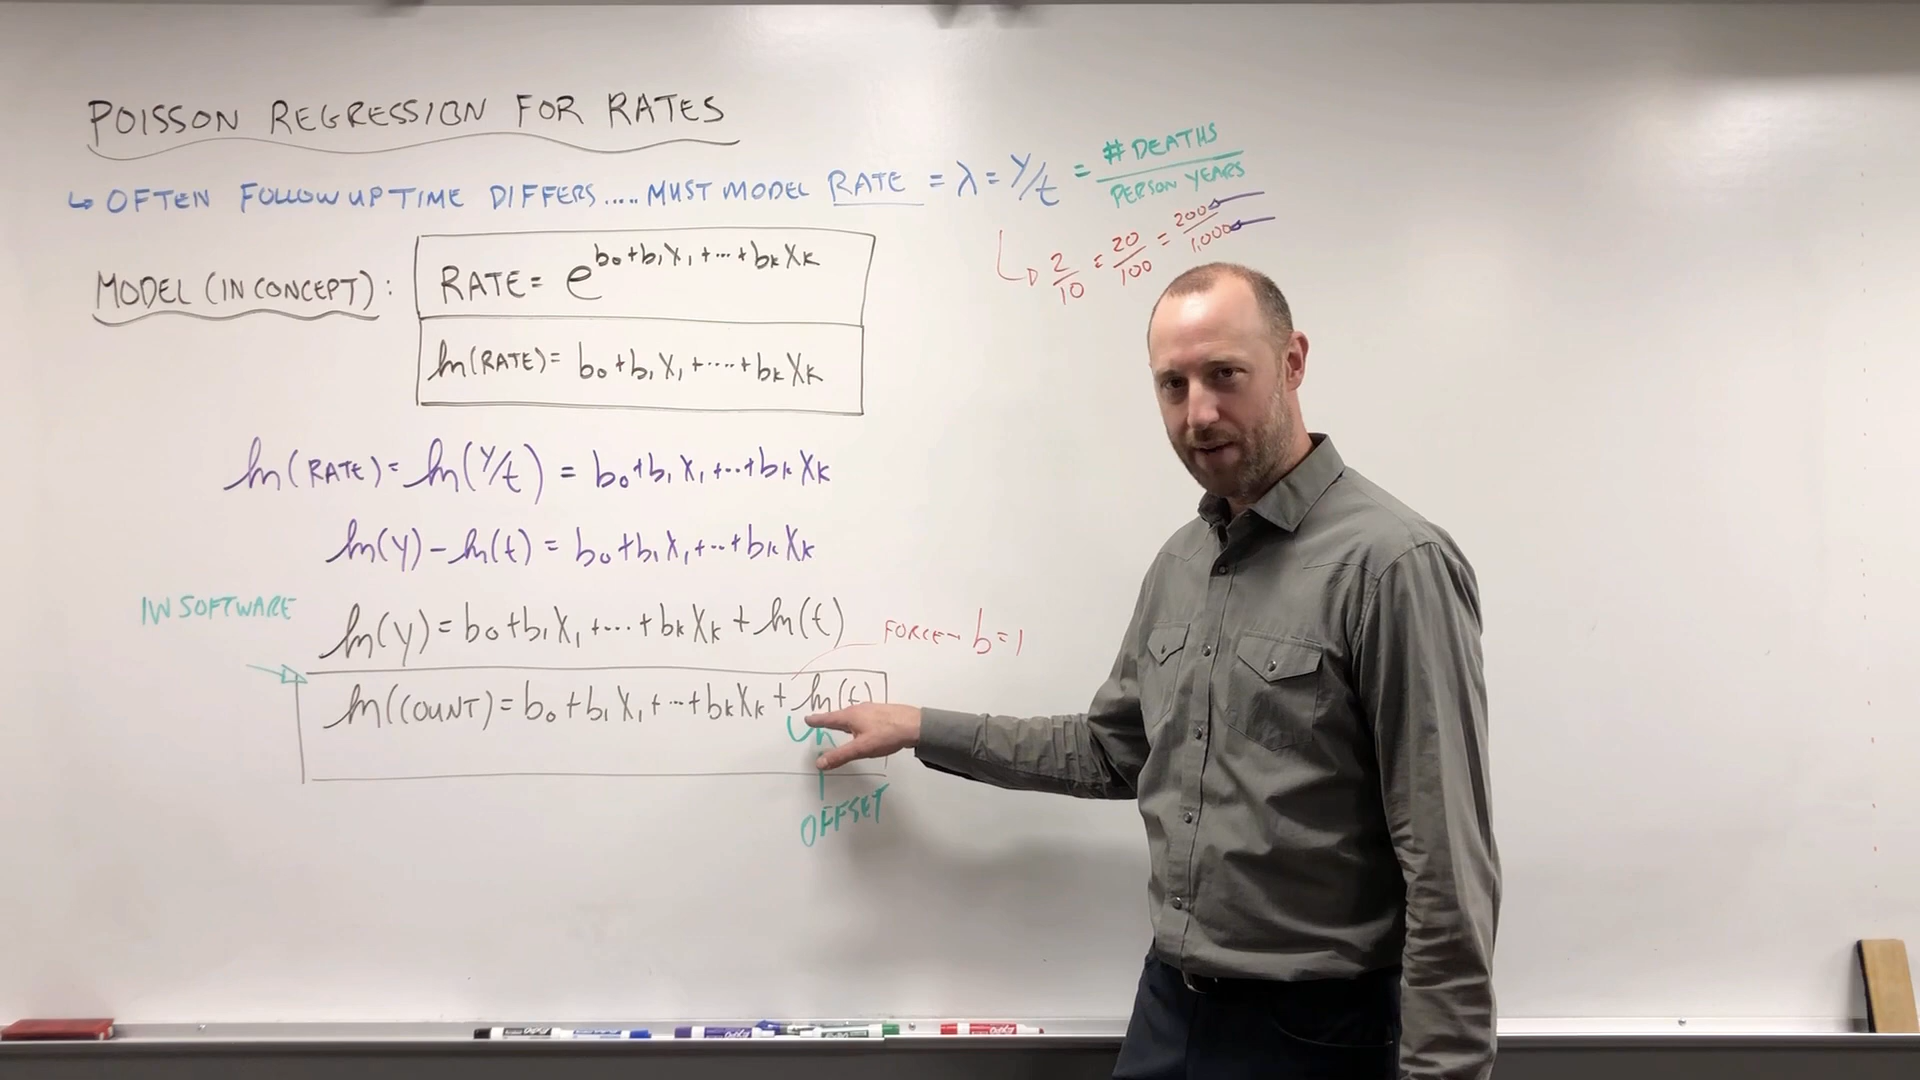 POISSON REGRESSION FOR RATES
↳ OFTEN FOLLOW UP TIME DIFFERS..... MUST MODEL RATE = λ = Y/t = # DEATHS / PERSON YEARS
↳ 2/10 = 20/100 = 200/1,000
MODEL (IN CONCEPT): RATE = e^(b₀+b₁X₁+...+bₖXₖ)
ln(RATE) = b₀+b₁X₁+....+bₖXₖ
ln(RATE) = ln(Y/t) = b₀+b₁X₁+...+bₖXₖ
ln(Y) - ln(t) = b₀+b₁X₁+...+bₖXₖ
IN SOFTWARE
ln(Y) = b₀+b₁X₁+....+bₖXₖ + ln(t)
FORCE b=1
ln(COUNT) = b₀+b₁X₁+...+bₖXₖ + ln(t)
OFFSET